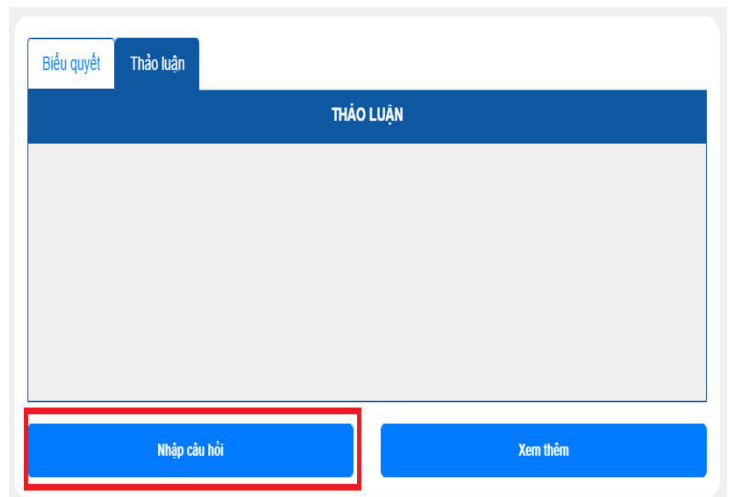 Biểu quyết Thảo luận
THẢO LUẬN
Nhập câu hỏi Xem thêm